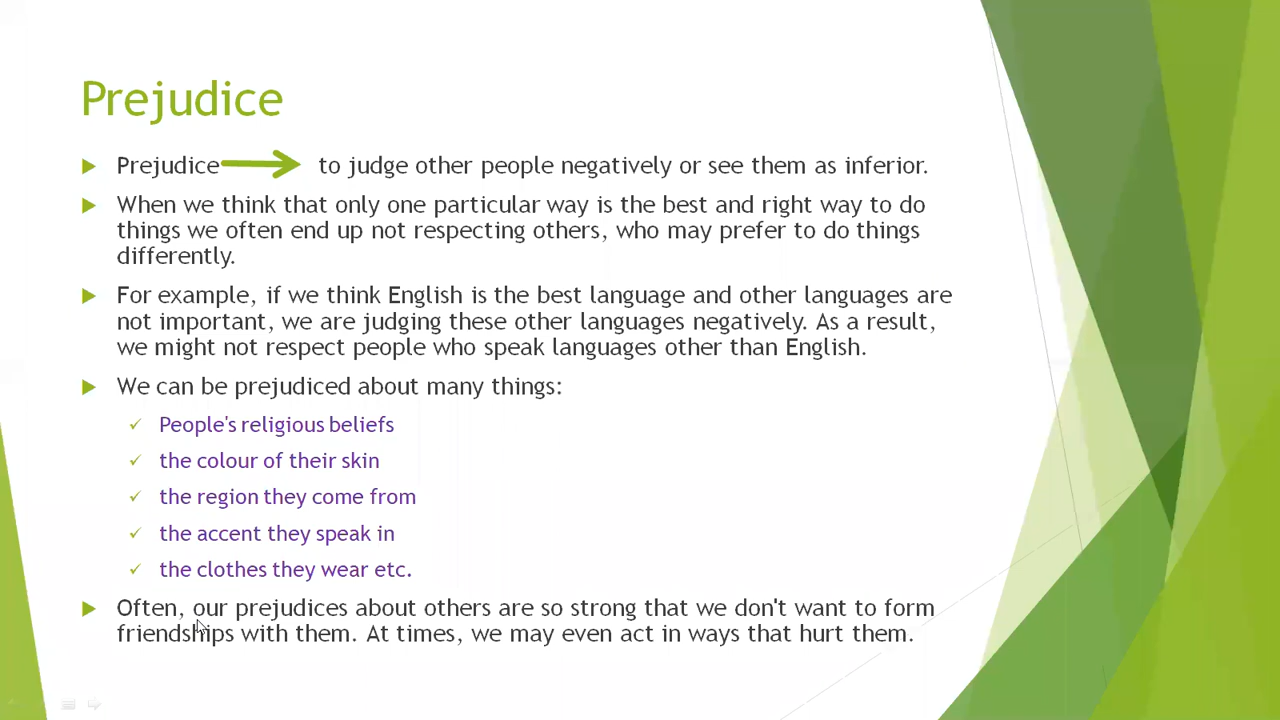 Prejudice
Prejudice to judge other people negatively or see them as inferior.
When we think that only one particular way is the best and right way to do
things we often end up not respecting others, who may prefer to do things
differently.
For example, if we think English is the best language and other languages are
not important, we are judging these other languages negatively. As a result,
we might not respect people who speak languages other than English.
We can be prejudiced about many things:
People's religious beliefs
the colour of their skin
the region they come from
the accent they speak in
the clothes they wear etc.
Often, our prejudices about others are so strong that we don't want to form
friendships with them. At times, we may even act in ways that hurt them.